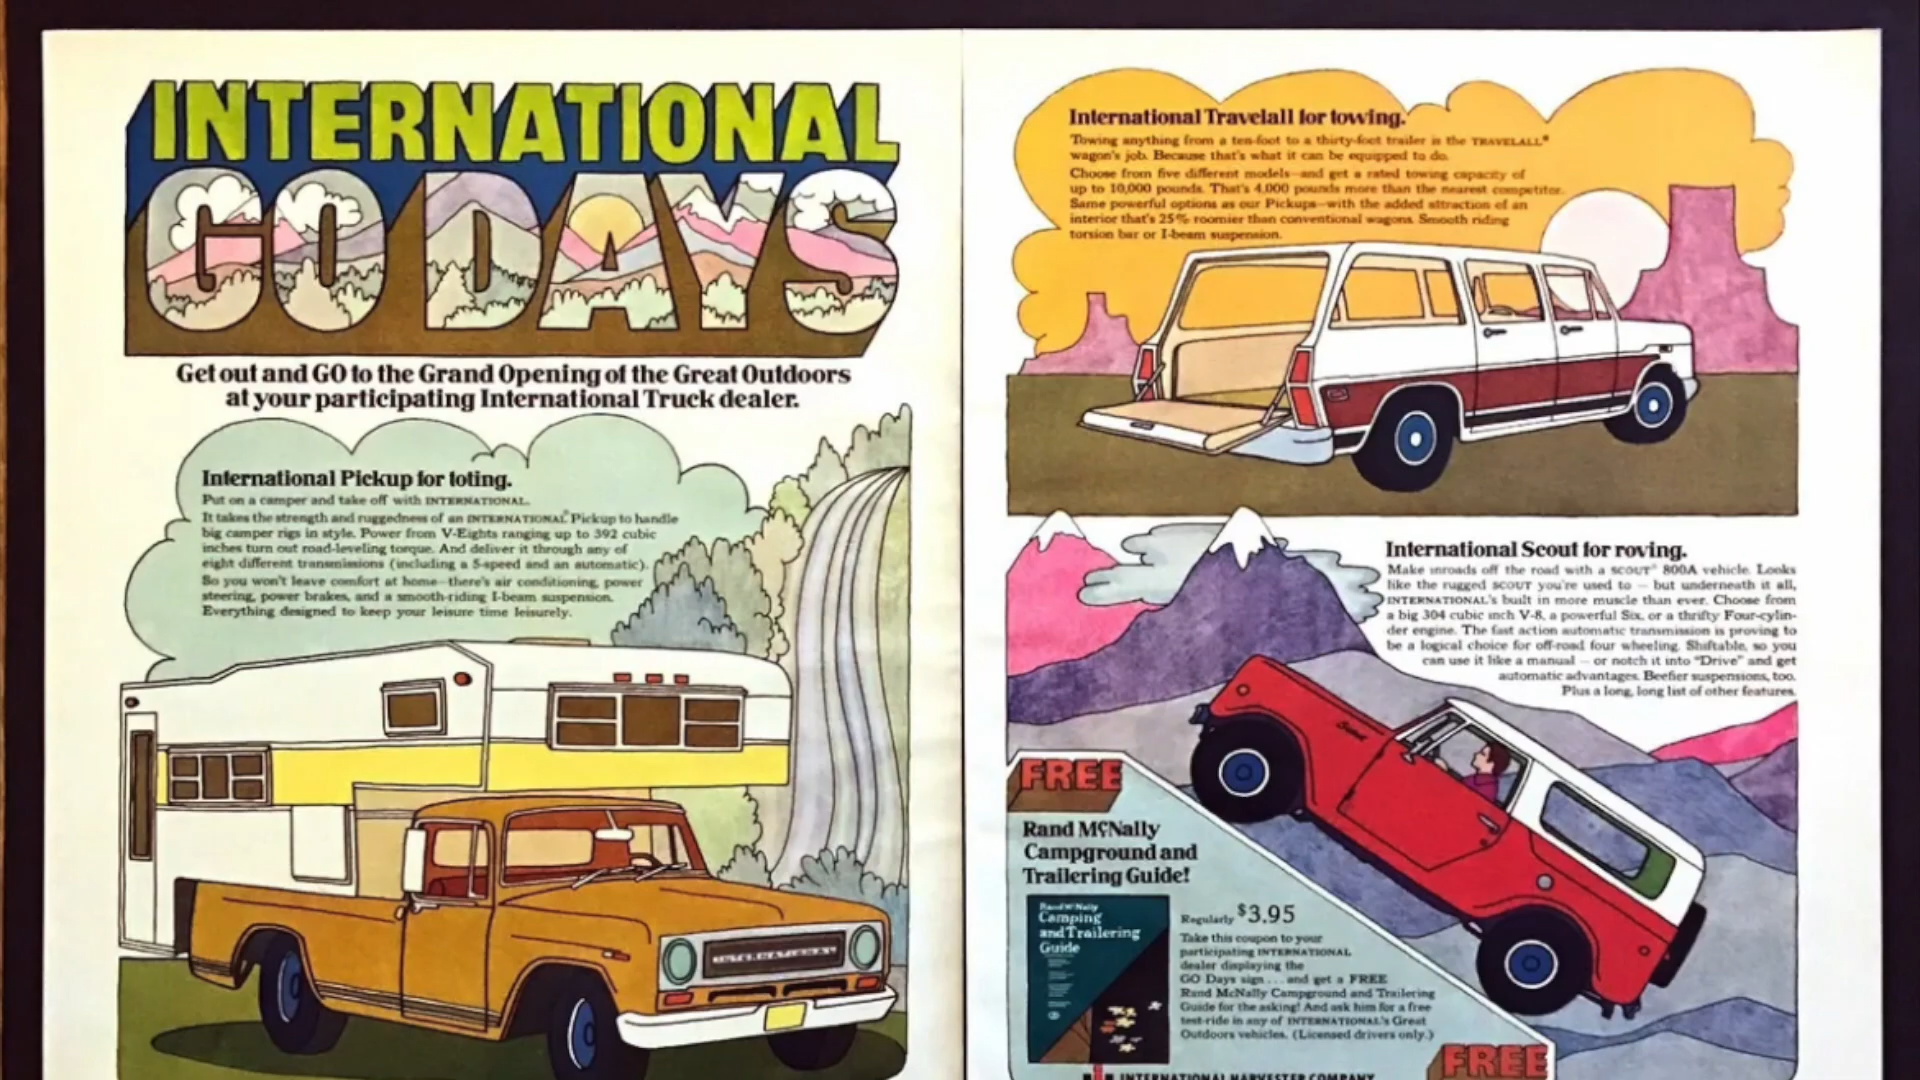 INTERNATIONAL
GO DAYS
Get out and GO to the Grand Opening of the Great Outdoors
at your participating International Truck dealer.
International Pickup for toting.
Put on a camper and take off with INTERNATIONAL.
It takes the strength and ruggedness of an INTERNATIONAL® Pickup to handle
big camper rigs in style. Power from V-Eights ranging up to 392 cubic
inches turn out road-leveling torque. And deliver it through any of
eight different transmissions (including a 5-speed and an automatic).
So you won't leave comfort at home—there's air conditioning, power
steering, power brakes, and a smooth-riding I-beam suspension.
Everything designed to keep your leisure time leisurely.
INTERNATIONAL
International Travelall for towing.
Towing anything from a ten-foot to a thirty-foot trailer is the TRAVELALL®
wagon's job. Because that's what it can be equipped to do.
Choose from five different models—and get a rated towing capacity of
up to 10,000 pounds. That's 4,000 pounds more than the nearest competitor.
Same powerful options as our Pickups—with the added attraction of an
interior that's 25% roomier than conventional wagons. Smooth riding
torsion bar or I-beam suspension.
International Scout for roving.
Make inroads off the road with a SCOUT® 800A vehicle. Looks
like the rugged SCOUT you're used to — but underneath it all,
INTERNATIONAL's built in more muscle than ever. Choose from
a big 304 cubic inch V-8, a powerful Six, or a thrifty Four-cylin-
der engine. The fast action automatic transmission is proving to
be a logical choice for off-road four wheeling. Shiftable, so you
can use it like a manual — or notch it into "Drive" and get
automatic advantages. Beefier suspensions, too.
Plus a long, long list of other features.
Scout
FREE
Rand McNally
Campground and
Trailering Guide!
Rand McNally
Camping
and Trailering
Guide
Regularly $3.95
Take this coupon to your
participating INTERNATIONAL
dealer displaying the
GO Days sign . . . and get a FREE
Rand McNally Campground and Trailering
Guide for the asking! And ask him for a free
test-ride in any of INTERNATIONAL's Great
Outdoors vehicles. (Licensed drivers only.)
FREE
INTERNATIONAL HARVESTER COMPANY